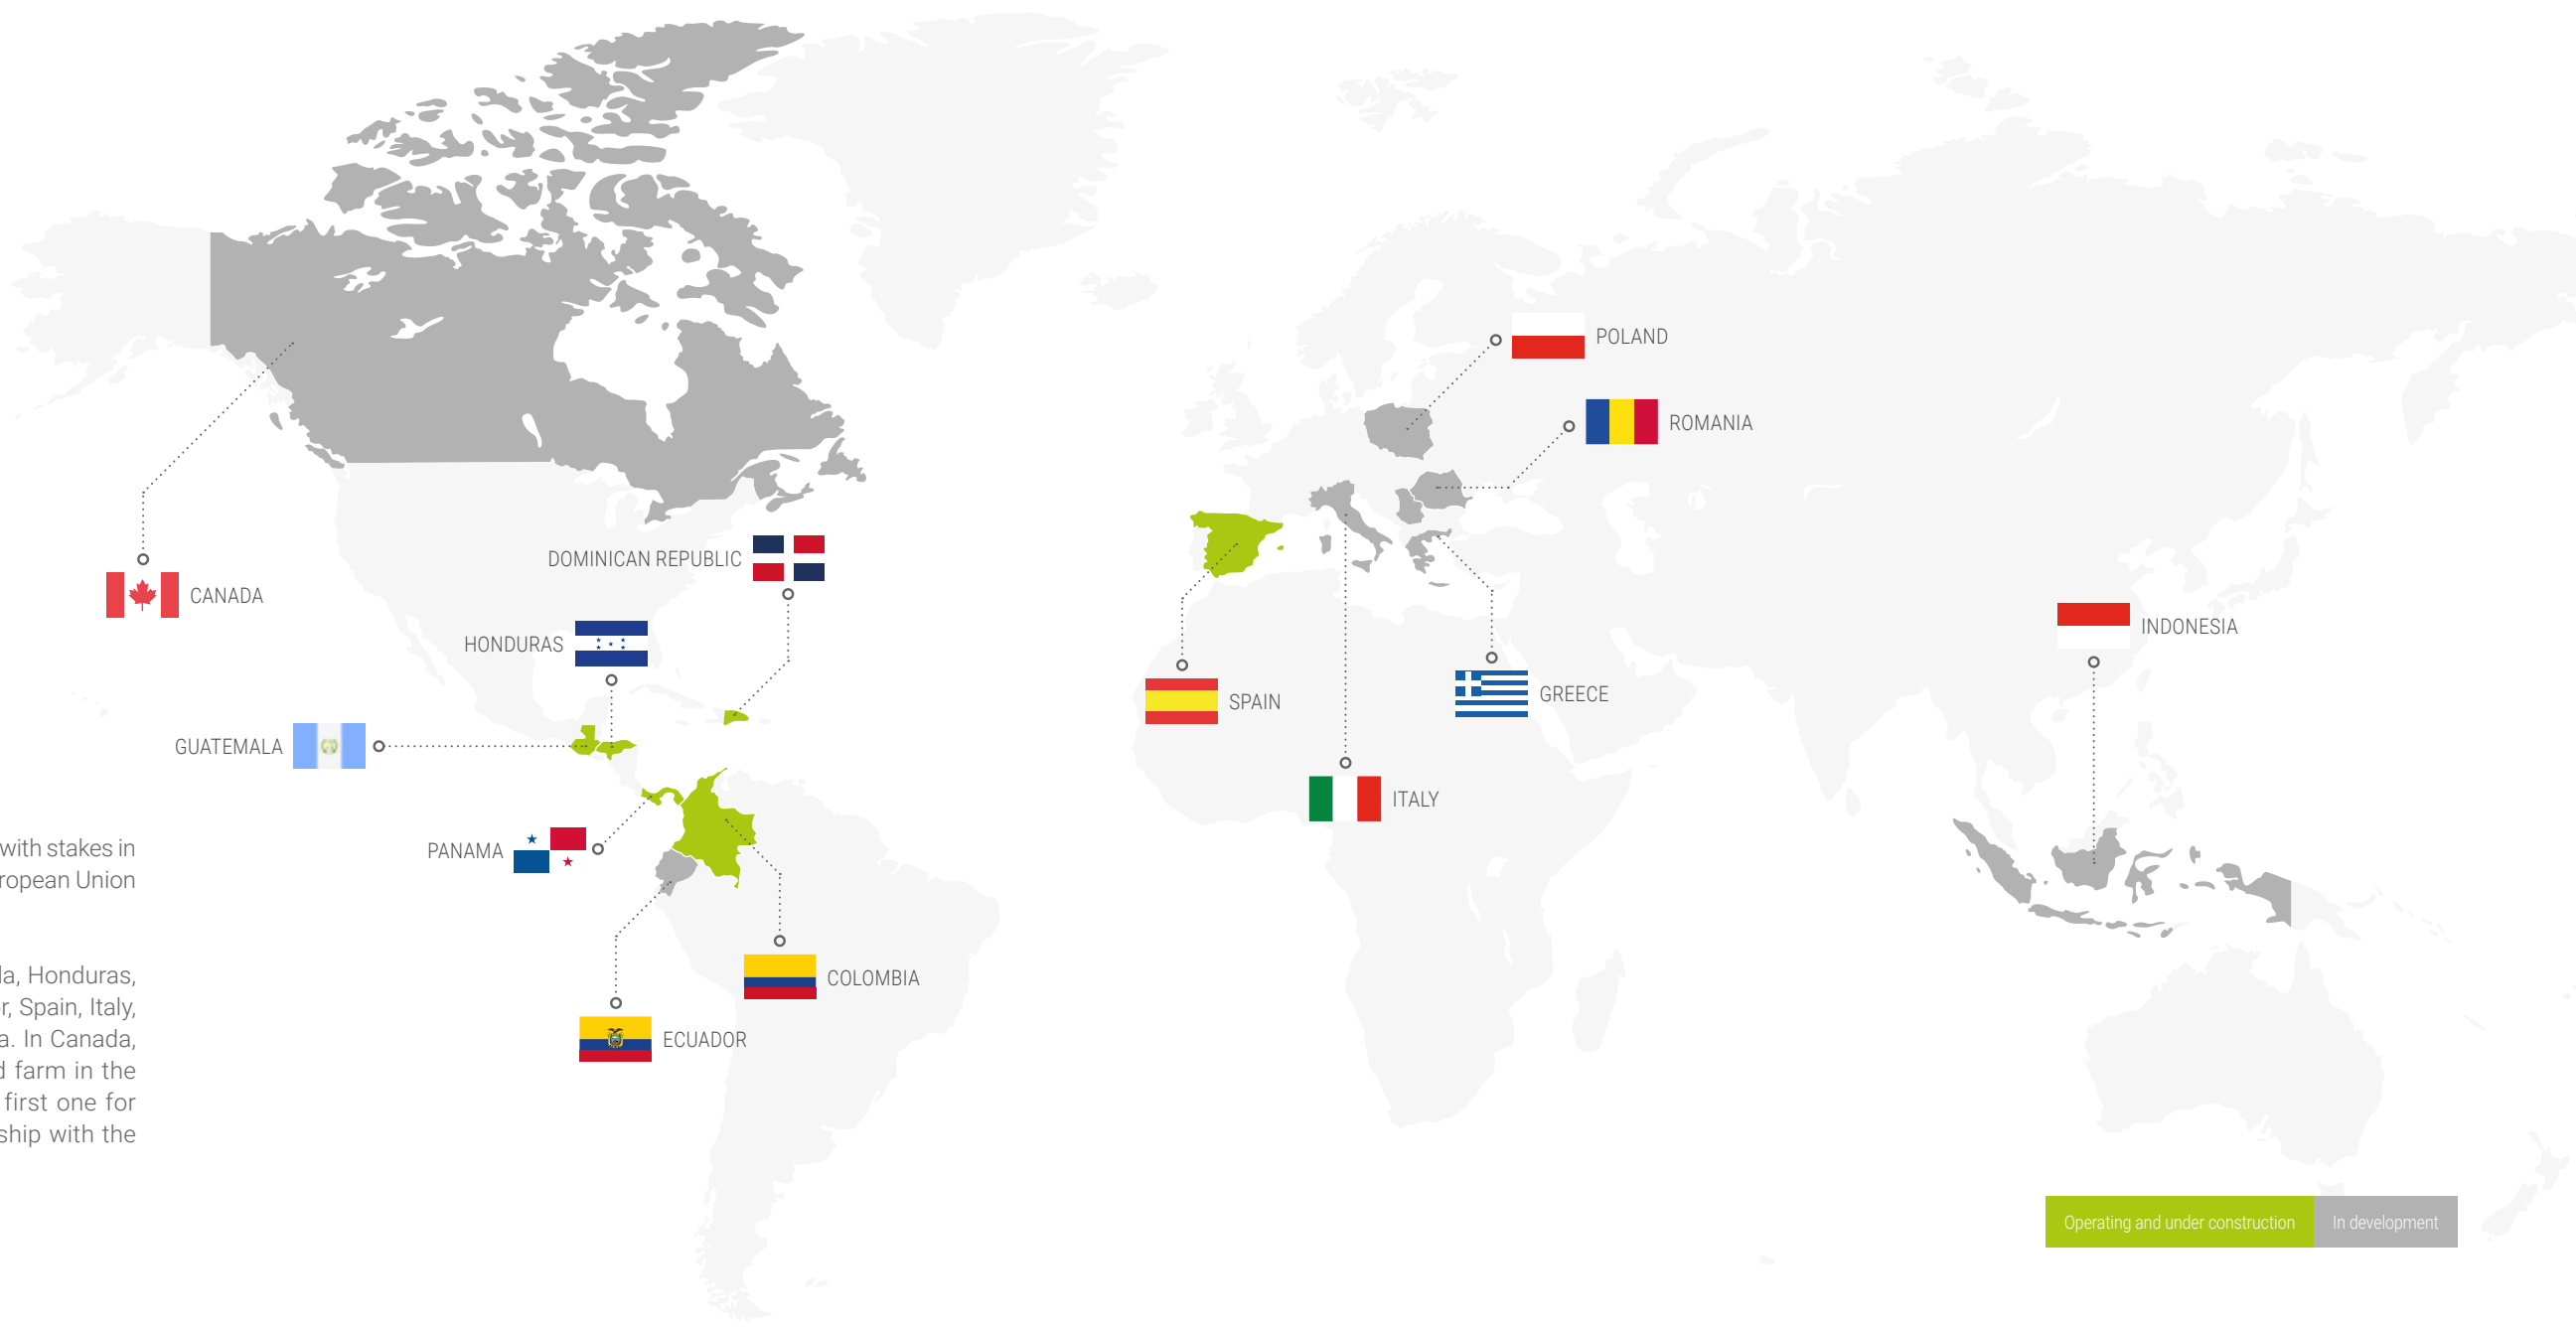 POLAND
ROMANIA
DOMINICAN REPUBLIC
CANADA
HONDURAS
INDONESIA
SPAIN
GREECE
GUATEMALA
ITALY
PANAMA
COLOMBIA
ECUADOR
with stakes in
ropean Union
la, Honduras,
r, Spain, Italy,
a. In Canada,
d farm in the
first one for
ship with the
Operating and under construction
In development